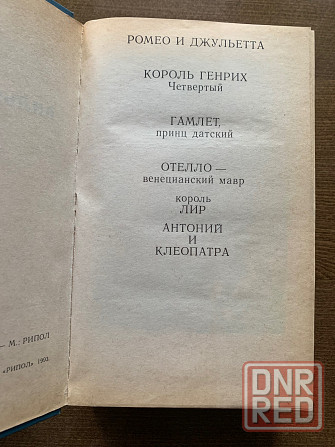 РОМЕО И ДЖУЛЬЕТТА
КОРОЛЬ ГЕНРИХ
Четвертый
ГАМЛЕТ,
принц датский
ОТЕЛЛО —
венецианский мавр
король
ЛИР
АНТОНИЙ
И
КЛЕОПАТРА
— М.: РИПОЛ
«РИПОЛ» 1993.
DNR
RED